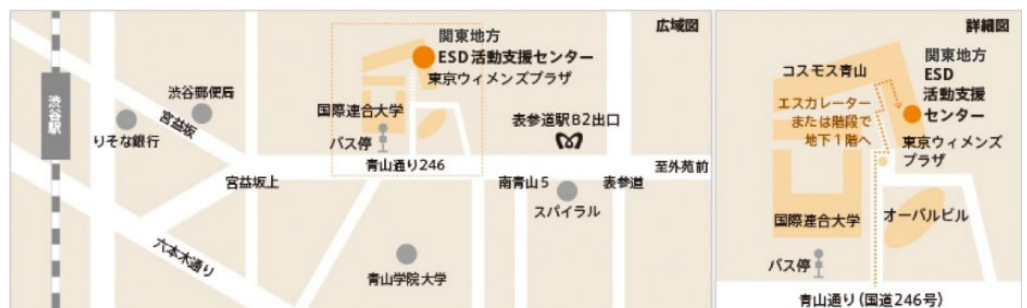 広域図
関東地方
ESD活動支援センター
東京ウィメンズプラザ
渋谷駅
渋谷郵便局
宮益坂
りそな銀行
国際連合大学
バス停
表参道駅B2出口
青山通り246
至外苑前
宮益坂上
南青山5
表参道
スパイラル
六本木通り
青山学院大学
詳細図
関東地方
ESD
活動支援
センター
コスモス青山
エスカレーター
または階段で
地下1階へ
東京ウィメンズ
プラザ
国際連合大学
オーバルビル
バス停
青山通り(国道246号)